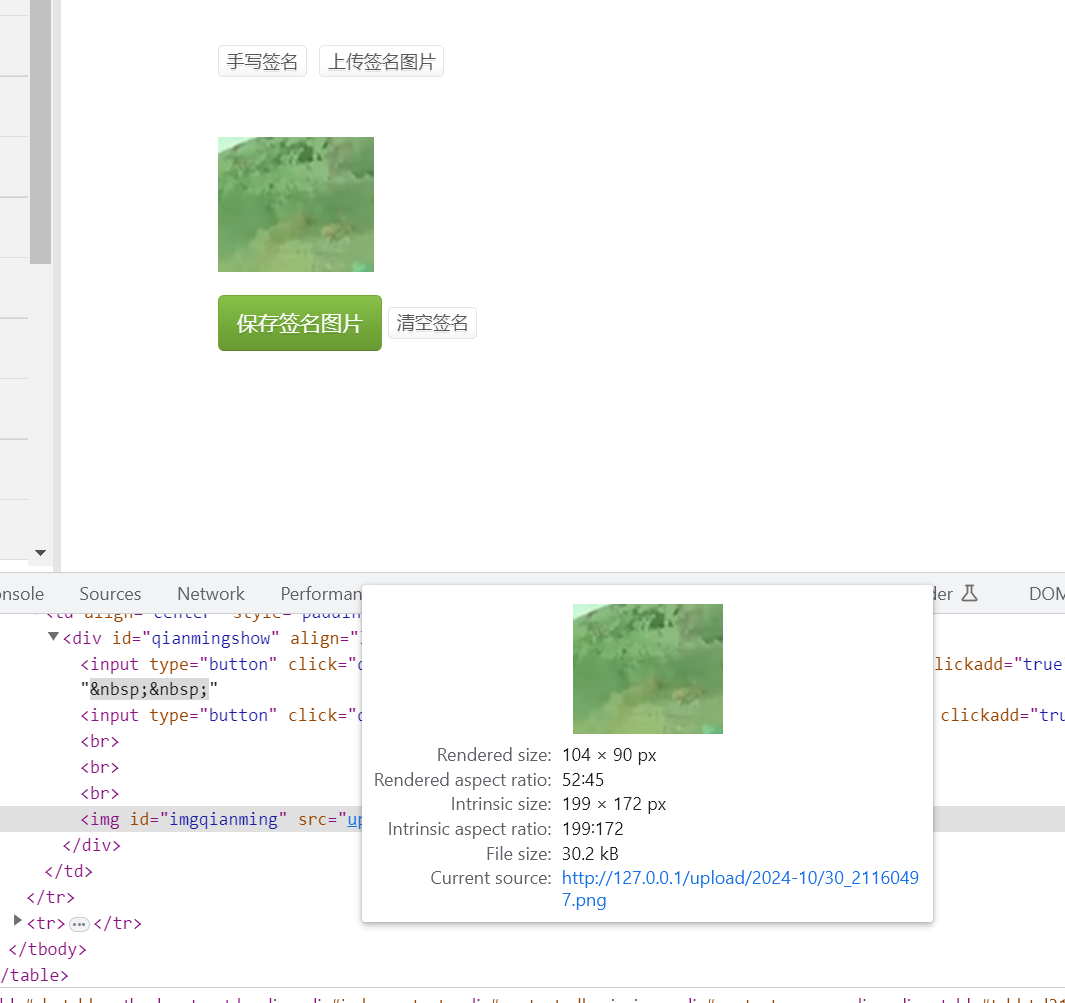 手写签名 上传签名图片
保存签名图片 清空签名
onsole Sources Network Performan der DOM
<td align="center" style="paddin
<div id="qianmingshow" align="
<input type="button" click="c lickadd="true
"&nbsp;&nbsp;"
<input type="button" click="c clickadd="tru
<br>
<br>
<br>
<img id="imgqianming" src="up
</div>
</td>
</tr>
<tr> … </tr>
</tbody>
/table>
Rendered size: 104 × 90 px
Rendered aspect ratio: 52:45
Intrinsic size: 199 × 172 px
Intrinsic aspect ratio: 199:172
File size: 30.2 kB
Current source: http://127.0.0.1/upload/2024-10/30_2116049
7.png